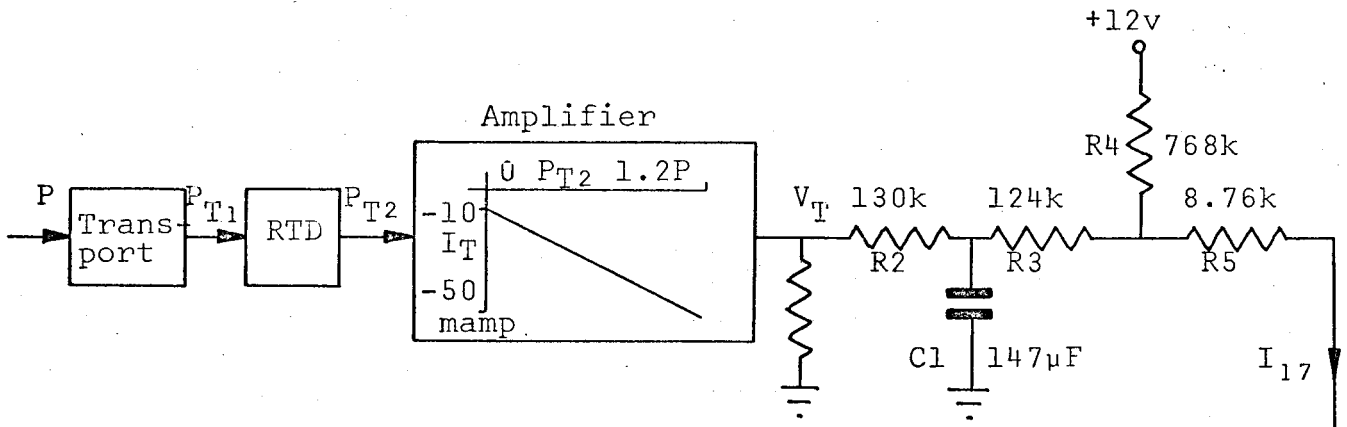 +12v
Amplifier
R4 768k
0 PT2 1.2P
P PT1 PT2
-10
IT
-50
mamp
Trans-
port
RTD
VT 130k 124k 8.76k
R2 R3 R5
C1 147µF I17